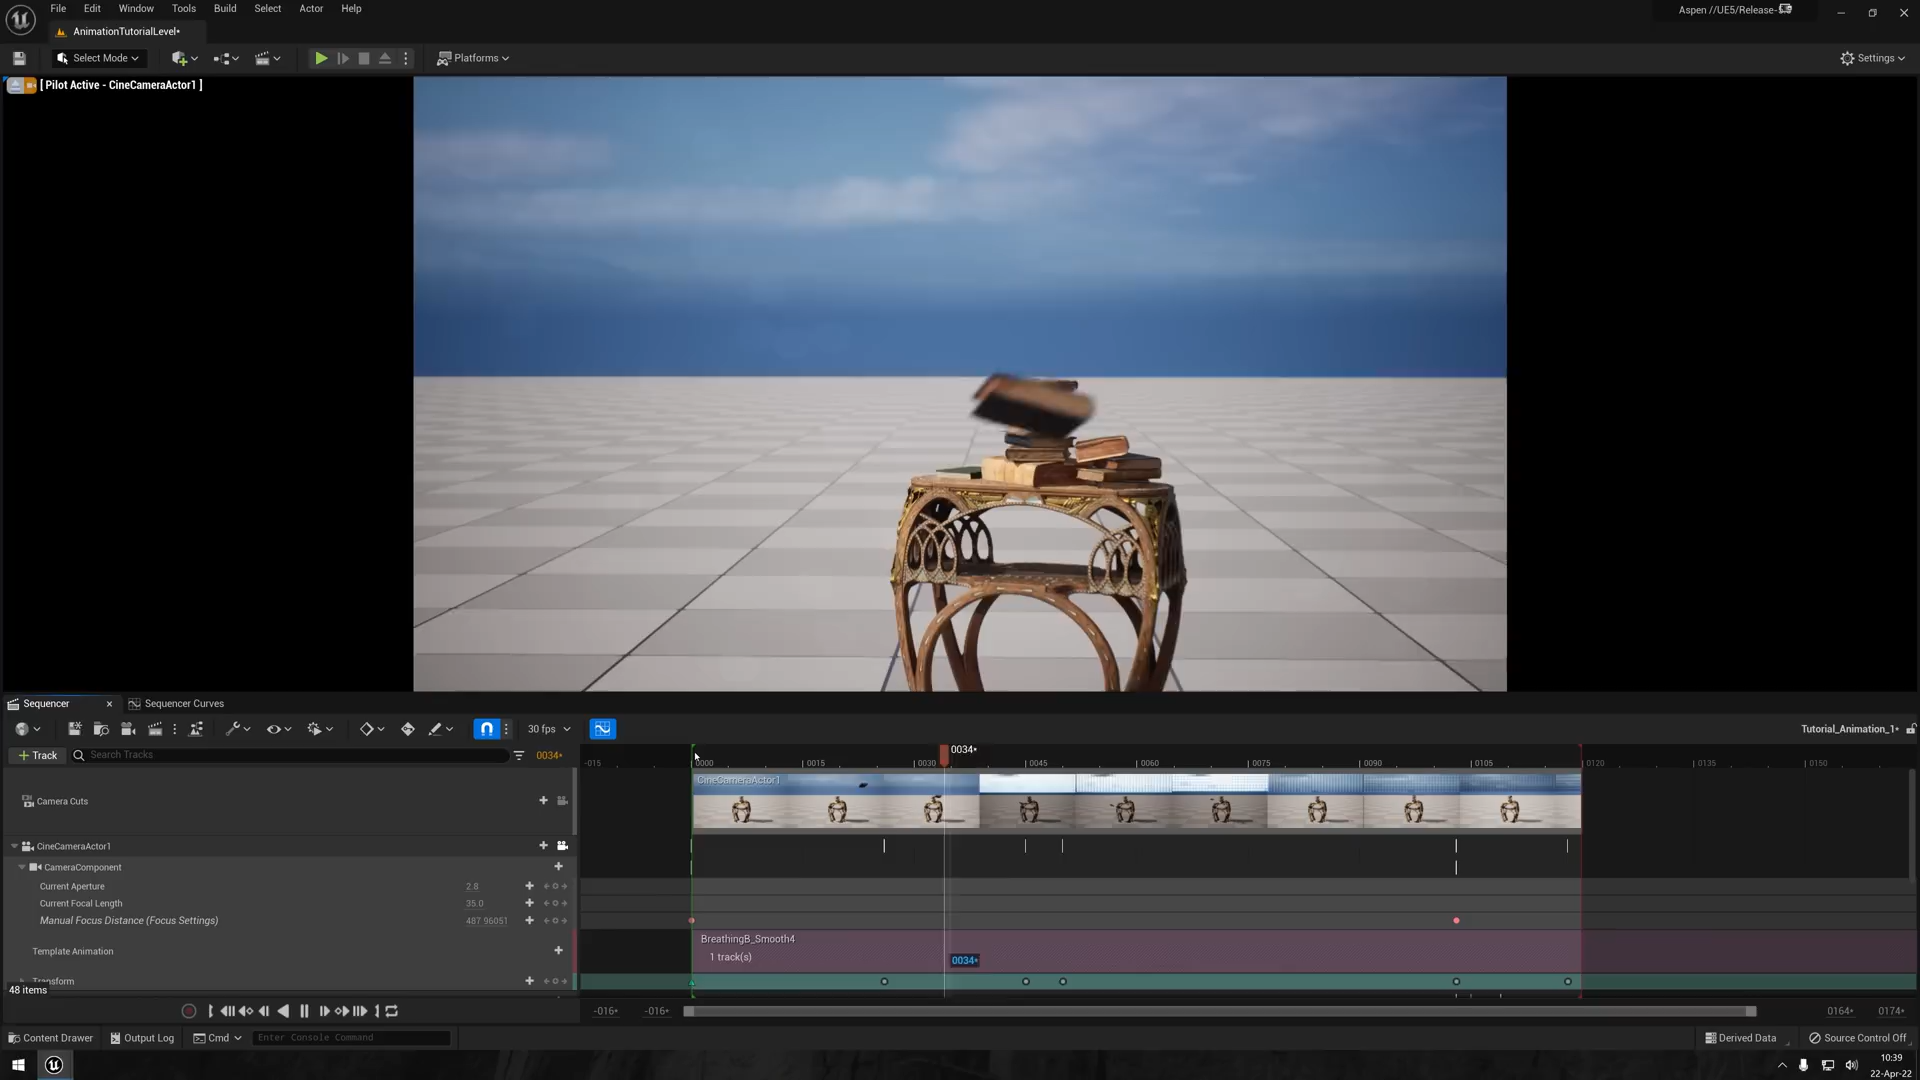 File Edit Window Tools Build Select Actor Help
Aspen //UE5/Release-
AnimationTutorialLevel*
Select Mode
Platforms
Settings
[ Pilot Active - CineCameraActor1 ]
Sequencer
Sequencer Curves
30 fps
Tutorial_Animation_1*
+ Track
Search Tracks
0034*
0034*
-015 0000 0015 0030 0045 0060 0075 0090 0105 0120 0135 0150
CineCameraActor1
Camera Cuts
CineCameraActor1
CameraComponent
Current Aperture 2.8
Current Focal Length 35.0
Manual Focus Distance (Focus Settings) 487.96051
BreathingB_Smooth4
Template Animation
1 track(s)
0034*
Transform
48 items
-016* -016* 0164* 0174*
Content Drawer
Output Log
Cmd
Enter Console Command
Derived Data
Source Control Off
10:39
22-Apr-22